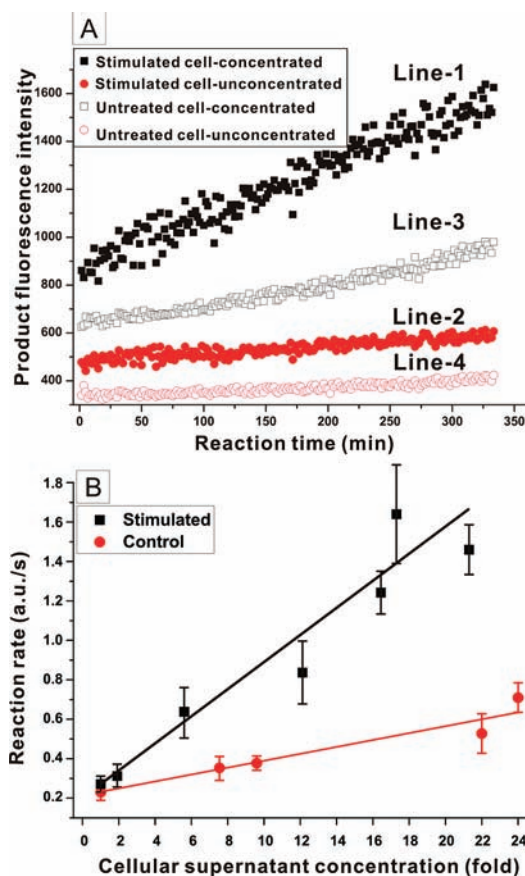 A
Stimulated cell-concentrated
Stimulated cell-unconcentrated
Untreated cell-concentrated
Untreated cell-unconcentrated
Line-1
Line-3
Line-2
Line-4
Product fluorescence intensity
1600
1400
1200
1000
800
600
400
0 50 100 150 200 250 300 350
Reaction time (min)
B
Stimulated
Control
Reaction rate (a.u./s)
1.8
1.6
1.4
1.2
1.0
0.8
0.6
0.4
0.2
0 2 4 6 8 10 12 14 16 18 20 22 24
Cellular supernatant concentration (fold)